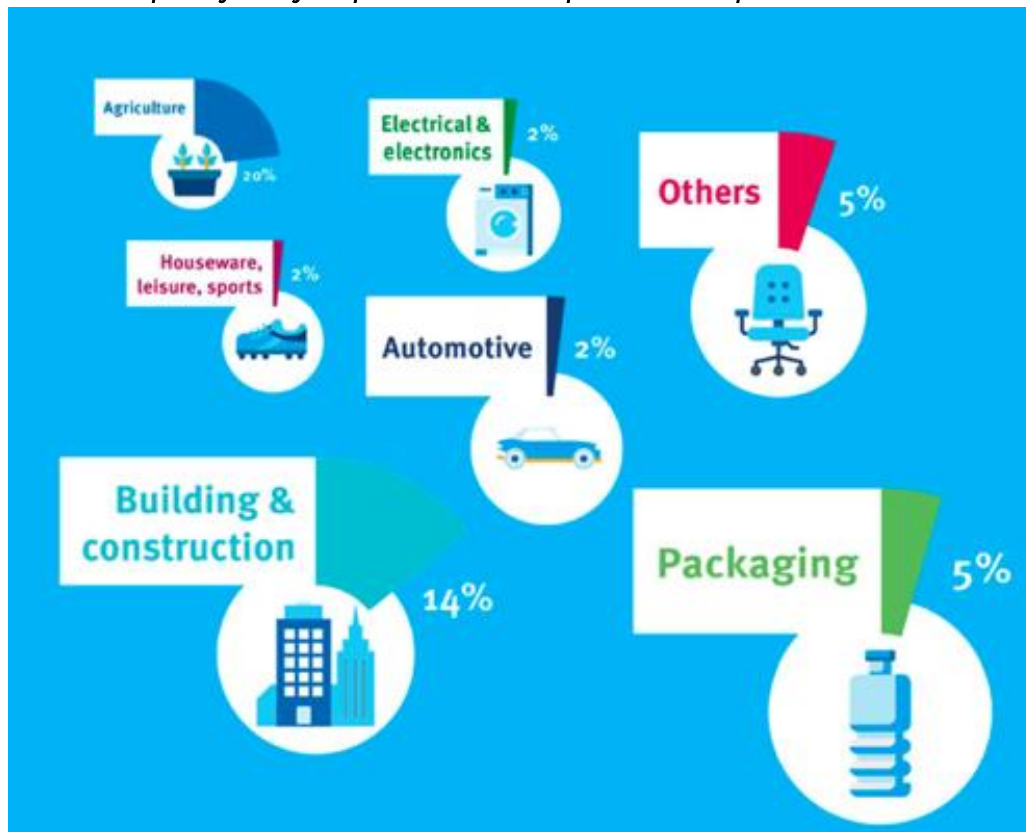 Agriculture
20%
Electrical &
electronics
2%
Others
5%
Houseware,
leisure, sports
2%
Automotive
2%
Building &
construction
14%
Packaging
5%